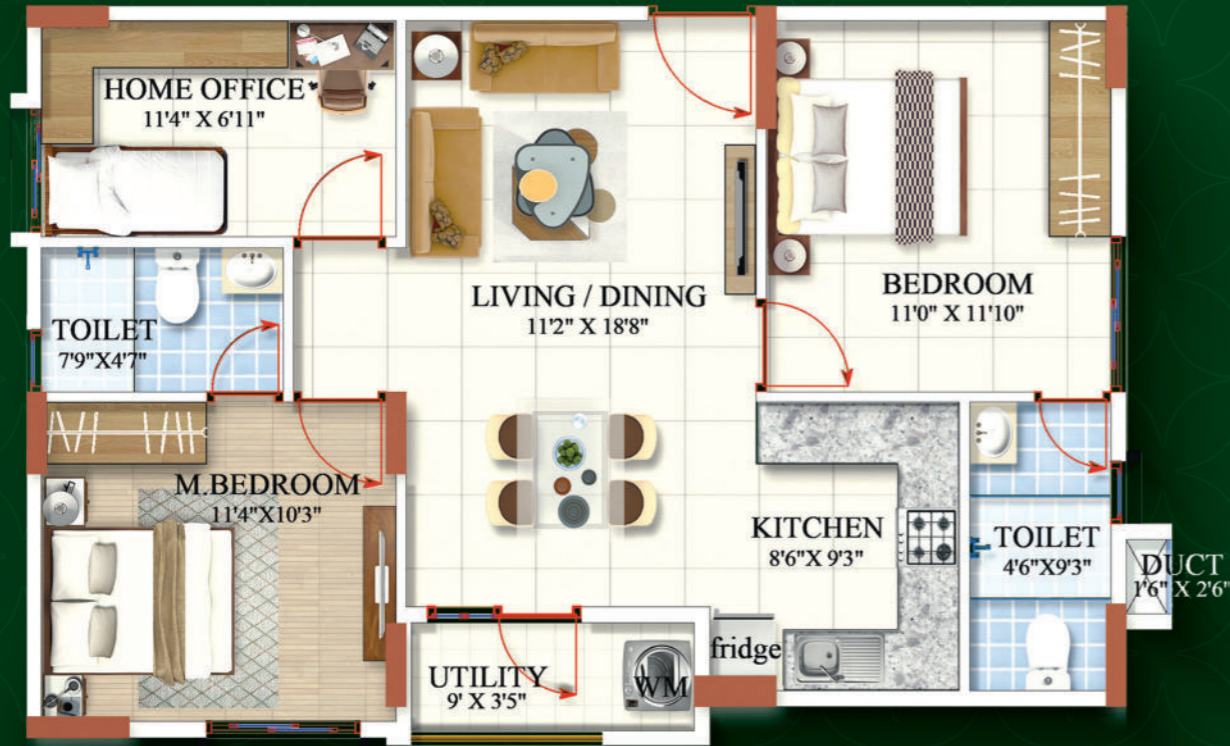 HOME OFFICE
11'4" X 6'11"
LIVING / DINING
11'2" X 18'8"
BEDROOM
11'0" X 11'10"
TOILET
7'9"X4'7"
M.BEDROOM
11'4"X10'3"
KITCHEN
8'6"X 9'3"
TOILET
4'6"X9'3"
DUCT
1'6" X 2'6"
UTILITY
9' X 3'5"
WM
fridge